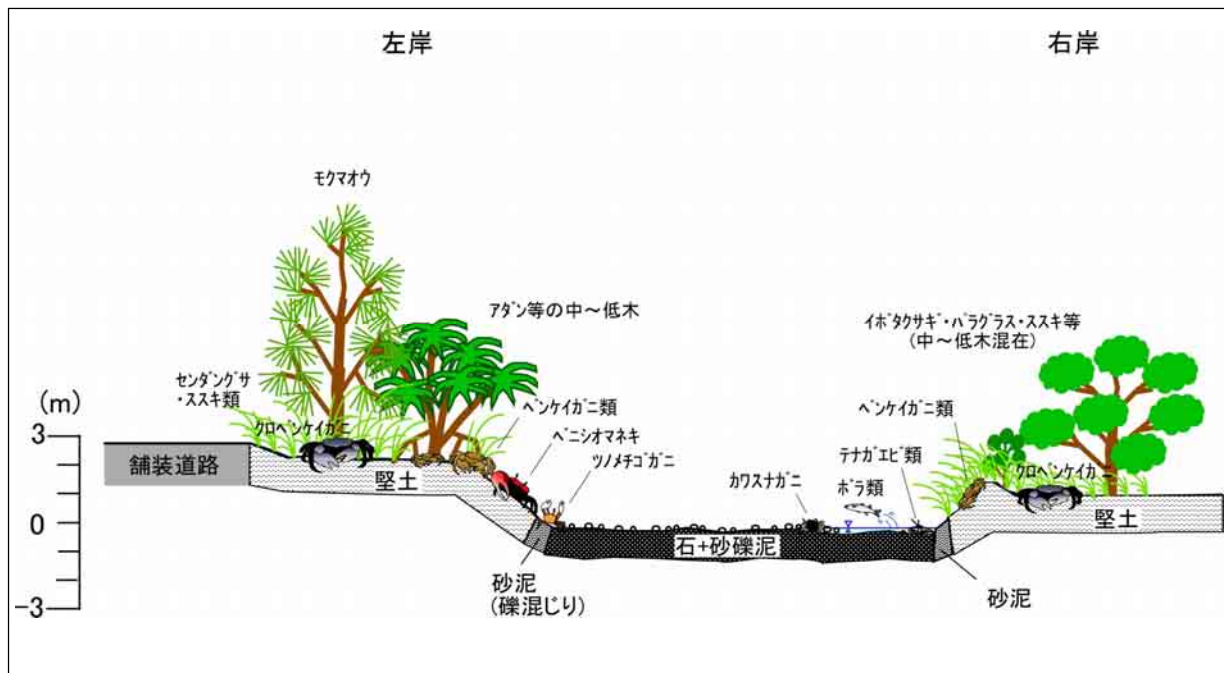 左岸
右岸
モクマオウ
アダン等の中～低木
イボタクサギ・パラグラス・ススキ等
(中～低木混在)
センダングサ
・ススキ類
ベンケイガニ類
ベニシオマネキ
ツノメチゴガニ
クロベンケイガニ
ベンケイガニ類
テナガエビ類
ボラ類
カワスナガニ
クロベンケイカニ
(m)
3
0
-3
舗装道路
堅土
堅土
石+砂礫泥
砂泥
(礫混じり)
砂泥